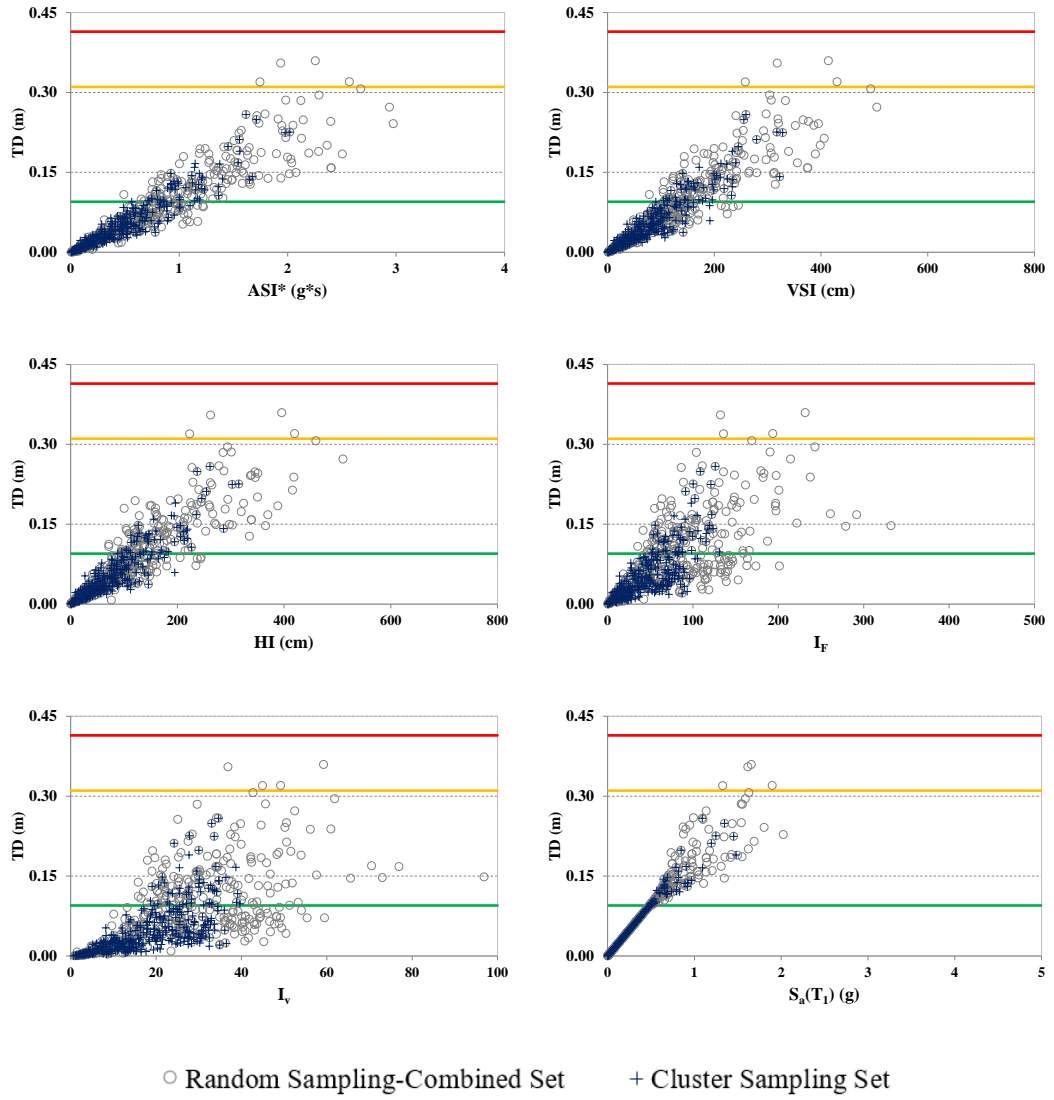 0.45 0.45
TD (m) 0.30 TD (m) 0.30
0.15 0.15
0.00 0.00
0 1 2 3 4 0 200 400 600 800
ASI* (g*s) VSI (cm)
0.45 0.45
TD (m) 0.30 TD (m) 0.30
0.15 0.15
0.00 0.00
0 200 400 600 800 0 100 200 300 400 500
HI (cm) I_F
0.45 0.45
TD (m) 0.30 TD (m) 0.30
0.15 0.15
0.00 0.00
0 20 40 60 80 100 0 1 2 3 4 5
I_v S_a(T_1) (g)
Random Sampling-Combined Set Cluster Sampling Set